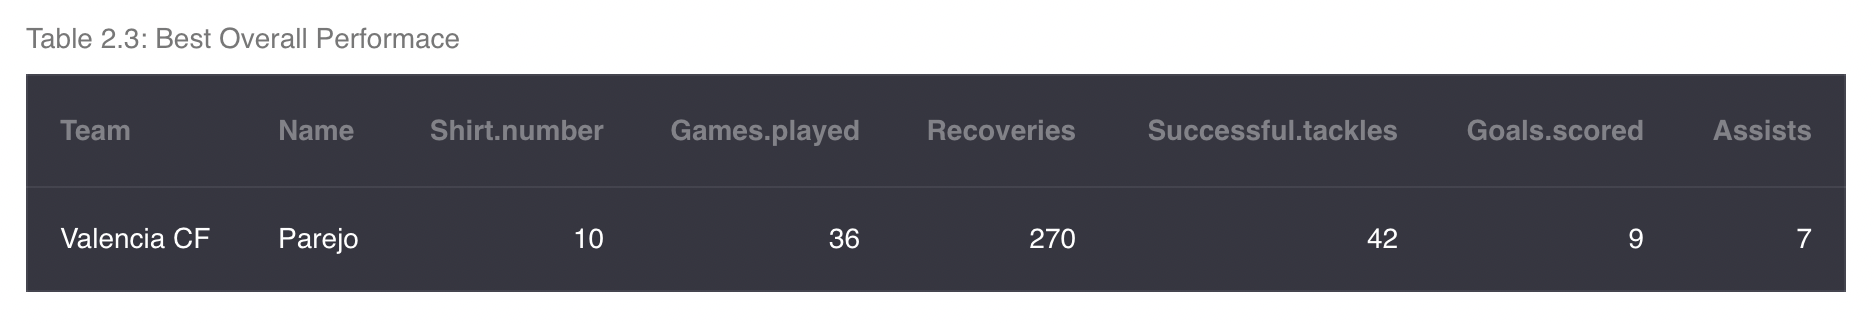 Table 2.3: Best Overall Performace
Team Name Shirt.number Games.played Recoveries Successful.tackles Goals.scored Assists
Valencia CF Parejo 10 36 270 42 9 7